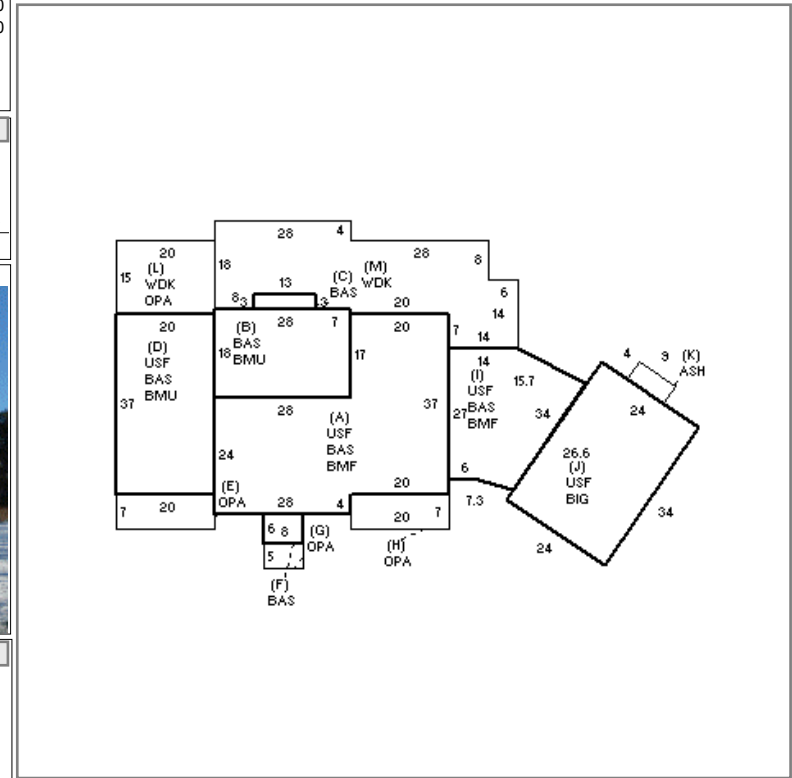 0
0
28 4
20 28 8
(L) 18 (M)
15 WDK (C) WDK
OPA BAS
13 6
8 3 3 20 14
20 (B) 28 7 20 7 14
(D) BAS
USF 18 BMU 17 14
BAS (I) 15.7
BMU USF
37 28 37 27 BAS 34
(A) BMF
USF
24 BAS
BMF
4 9 (K)
ASH
24
26.6
(J)
USF
BIG
34
24
(E) 20 6
OPA 28 4 7.3
7 20 6 8 (G) 20 7
OPA (H)
5 OPA
(F)
BAS